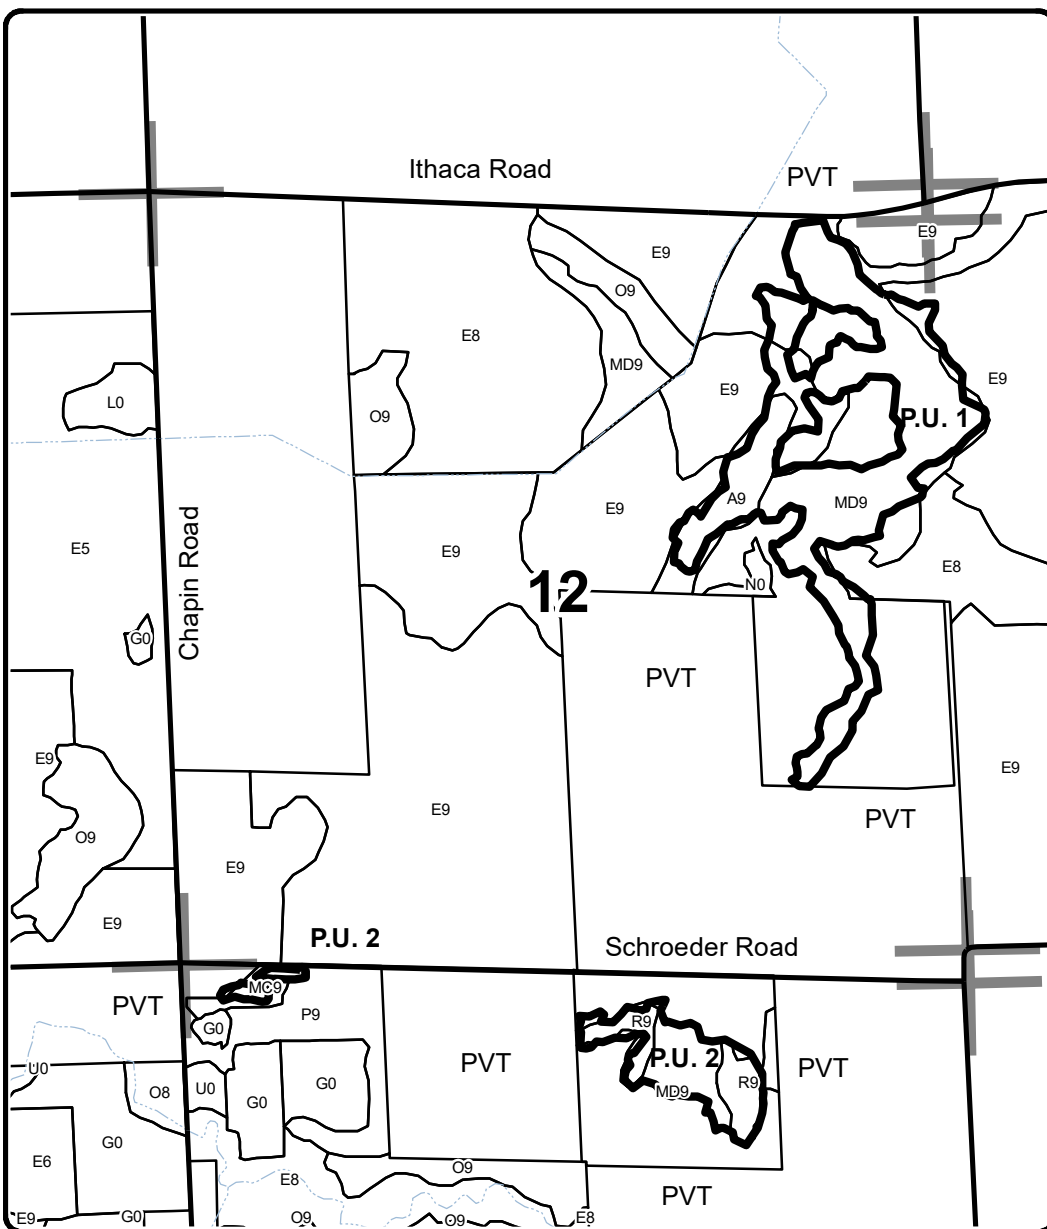 Ithaca Road
PVT
E9
E9
O9
E8
MD9
E9
E9
L0
O9
P.U. 1
A9
MD9
E9
E5
E9
E8
Chapin Road
12
N0
G0
PVT
E9
E9
E9
O9
PVT
E9
E9
P.U. 2
Schroeder Road
MC9
PVT
P9
G0
R9
P.U. 2
PVT
PVT
U0
O8
U0
G0
G0
MD9
R9
G0
E6
O9
E8
PVT
E9
G0
O9
O9
E8